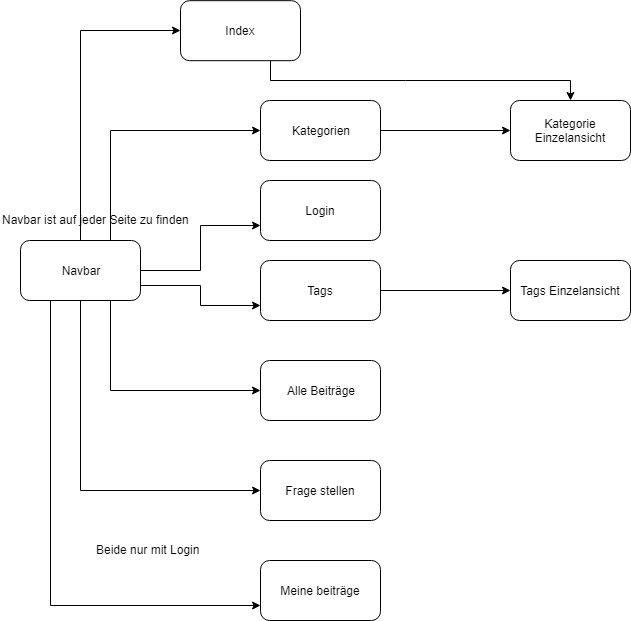 Index
Kategorien
Kategorie
Einzelansicht
Login
Navbar ist auf jeder Seite zu finden
Navbar
Tags
Tags Einzelansicht
Alle Beiträge
Frage stellen
Beide nur mit Login
Meine beiträge